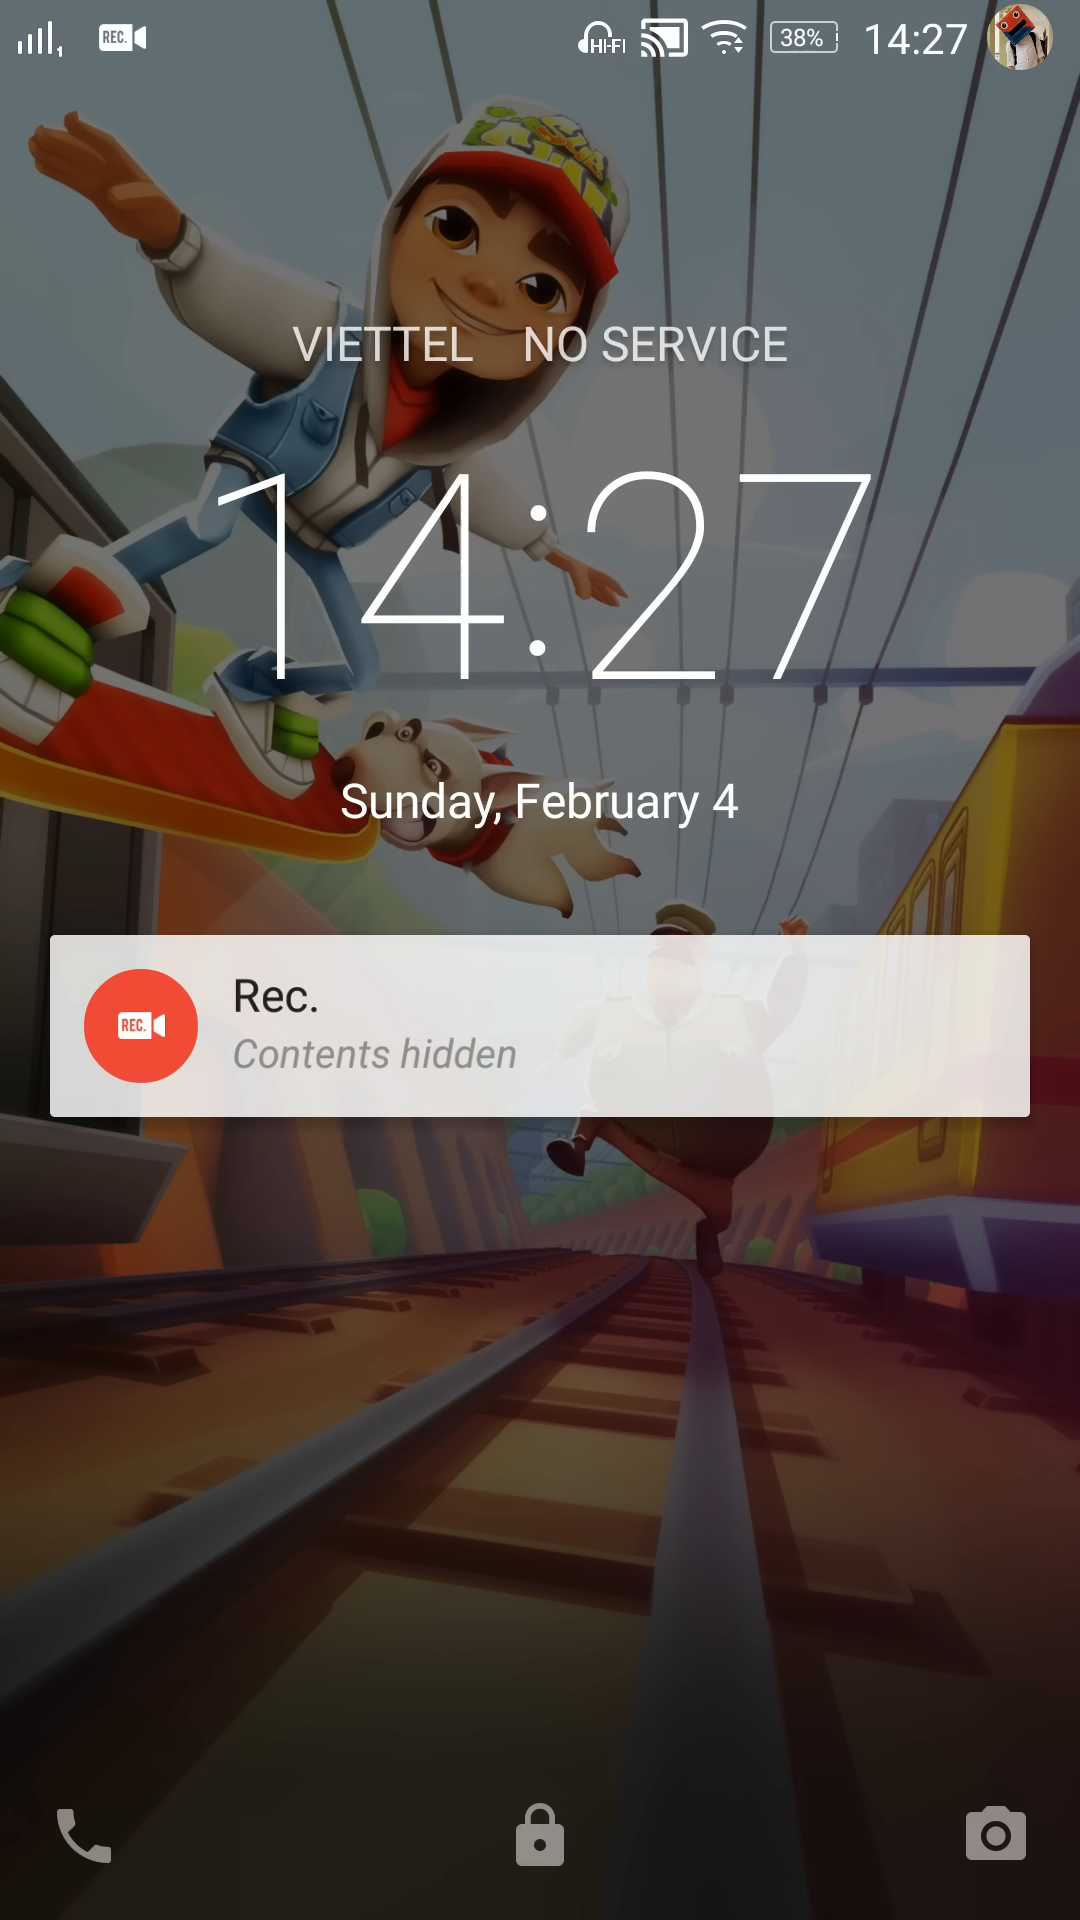 REC. HI-FI 38% 14:27
VIETTEL NO SERVICE
14:27
Sunday, February 4
REC. Rec.
Contents hidden